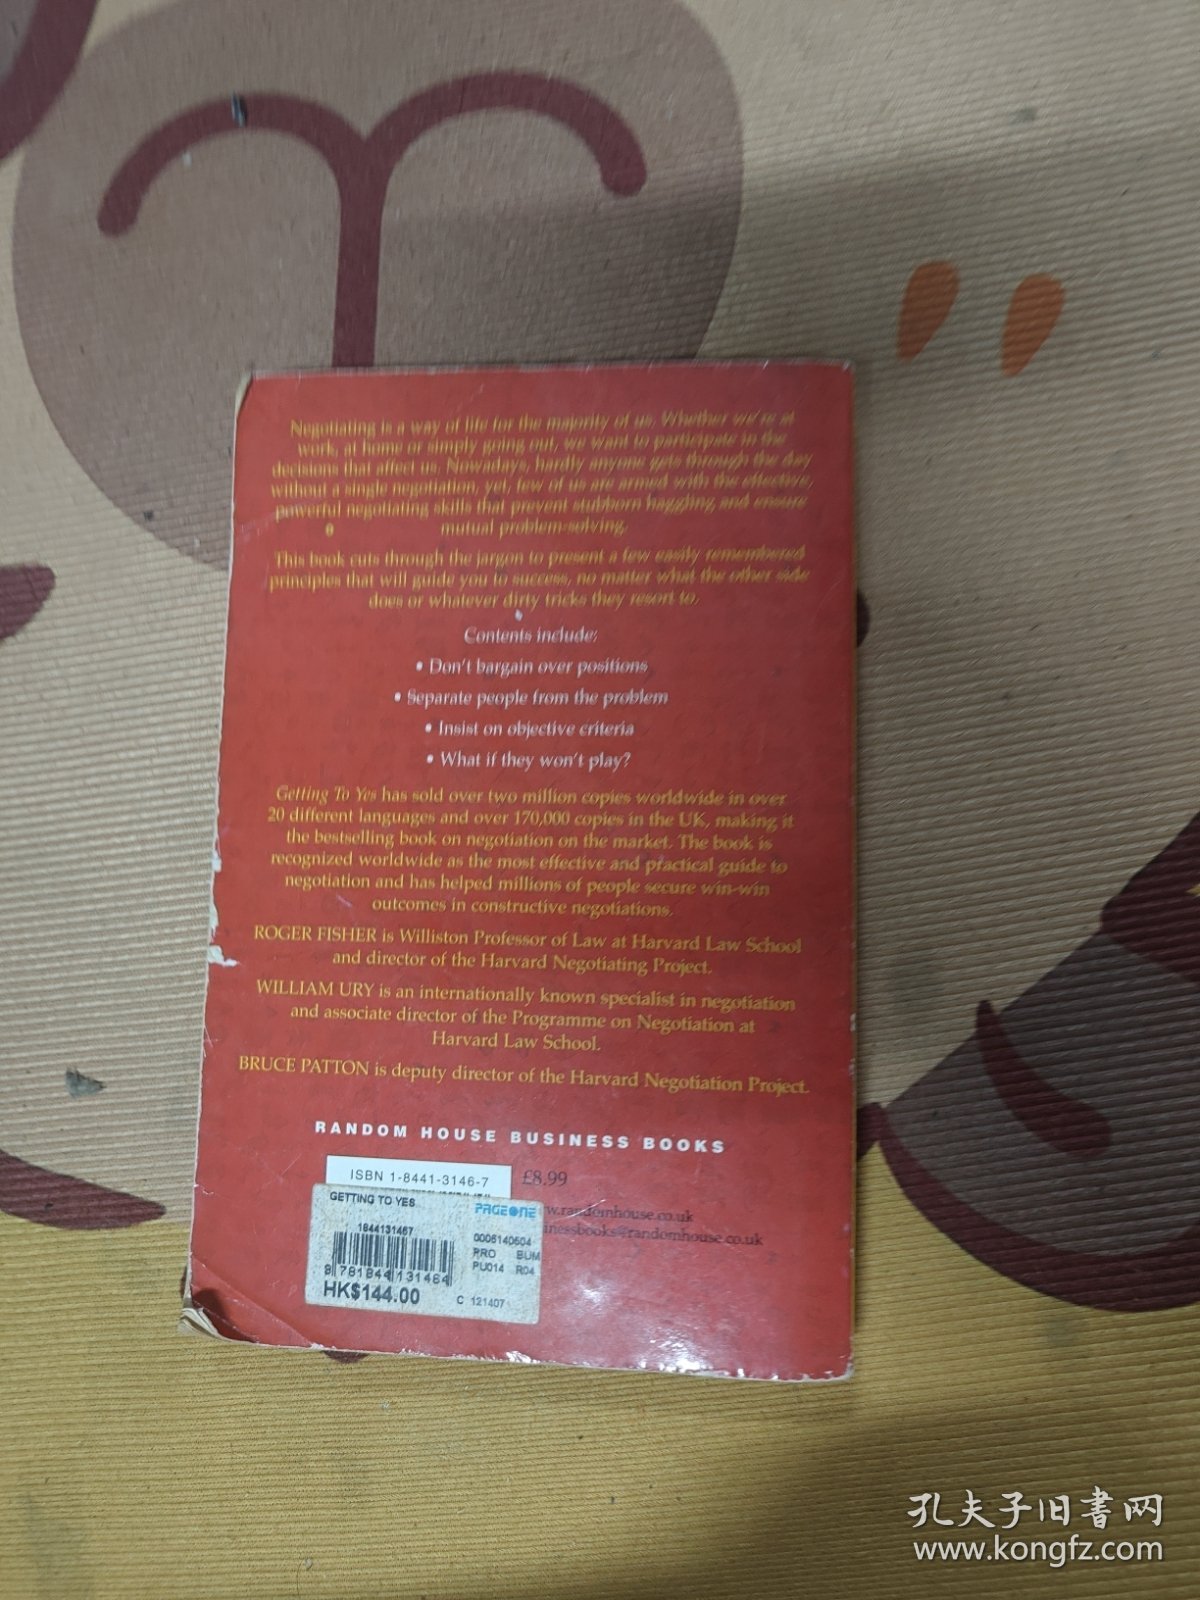 Negotiating is a way of life for the majority of us. Whether we're at
work, at home or simply going out, we want to participate in the
decisions that affect us. Nowadays, hardly anyone gets through the day
without a single negotiation, yet, few of us are armed with the effective,
powerful negotiating skills that prevent stubborn haggling and ensure
mutual problem-solving.
This book cuts through the jargon to present a few easily remembered
principles that will guide you to success, no matter what the other side
does or whatever dirty tricks they resort to.
Contents include:
• Don't bargain over positions
• Separate people from the problem
• Insist on objective criteria
• What if they won't play?
Getting To Yes has sold over two million copies worldwide in over
20 different languages and over 170,000 copies in the UK, making it
the bestselling book on negotiation on the market. The book is
recognized worldwide as the most effective and practical guide to
negotiation and has helped millions of people secure win-win
outcomes in constructive negotiations.
ROGER FISHER is Williston Professor of Law at Harvard Law School
and director of the Harvard Negotiating Project.
WILLIAM URY is an internationally known specialist in negotiation
and associate director of the Programme on Negotiation at
Harvard Law School.
BRUCE PATTON is deputy director of the Harvard Negotiation Project.
RANDOM HOUSE BUSINESS BOOKS
ISBN 1-8441-3146-7
£8.99
w.randomhouse.co.uk
inessbooks@randomhouse.co.uk
GETTING TO YES
PAGEONE
1844131467
0006140604
PRO BUM
PU014 R04
9 781844 131464
HK$144.00
C 121407
孔夫子旧书网
www.kongfz.com